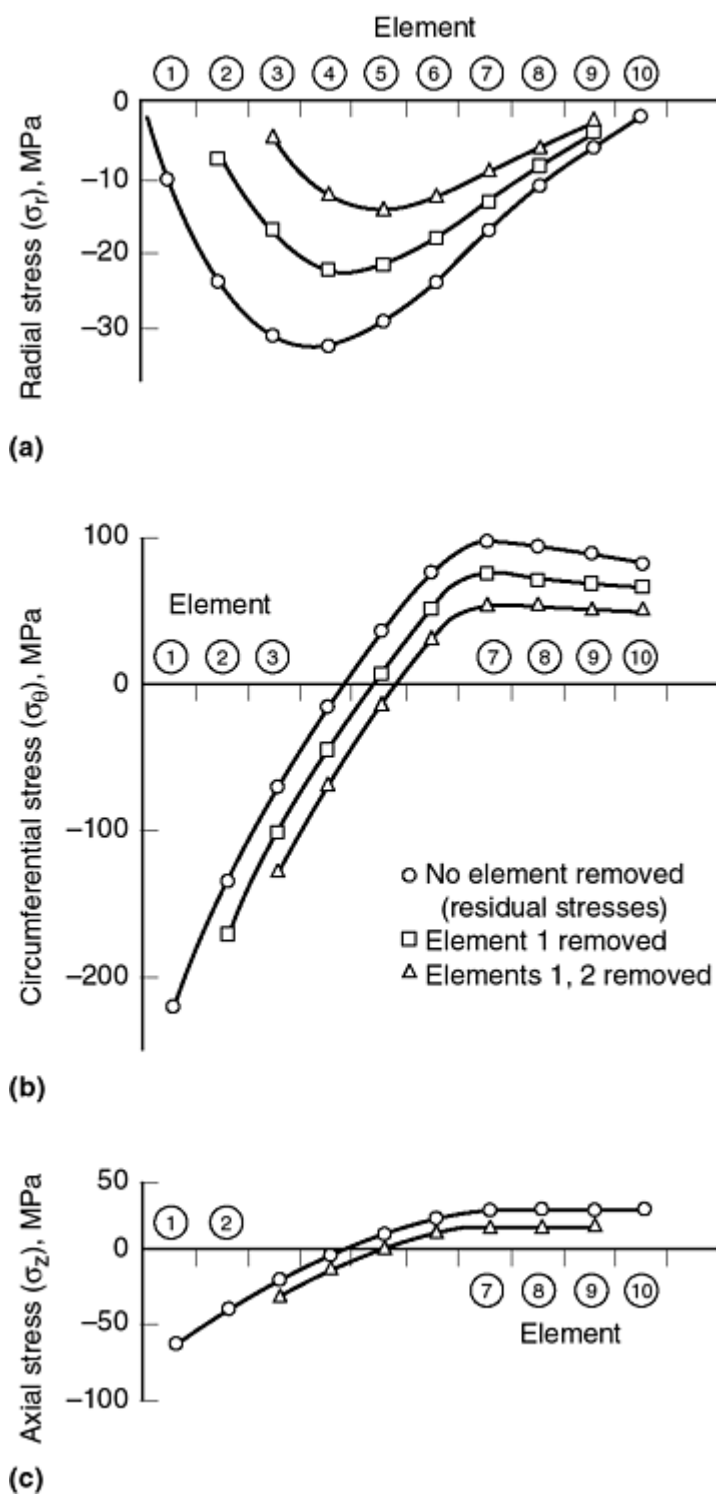 Element
1 2 3 4 5 6 7 8 9 10
0
−10
−20
−30
Radial stress (σr), MPa
(a)
100
0
−100
−200
Circumferential stress (σθ), MPa
Element
1 2 3 7 8 9 10
No element removed
(residual stresses)
Element 1 removed
Elements 1, 2 removed
(b)
50
0
−50
−100
Axial stress (σz), MPa
1 2
7 8 9 10
Element
(c)